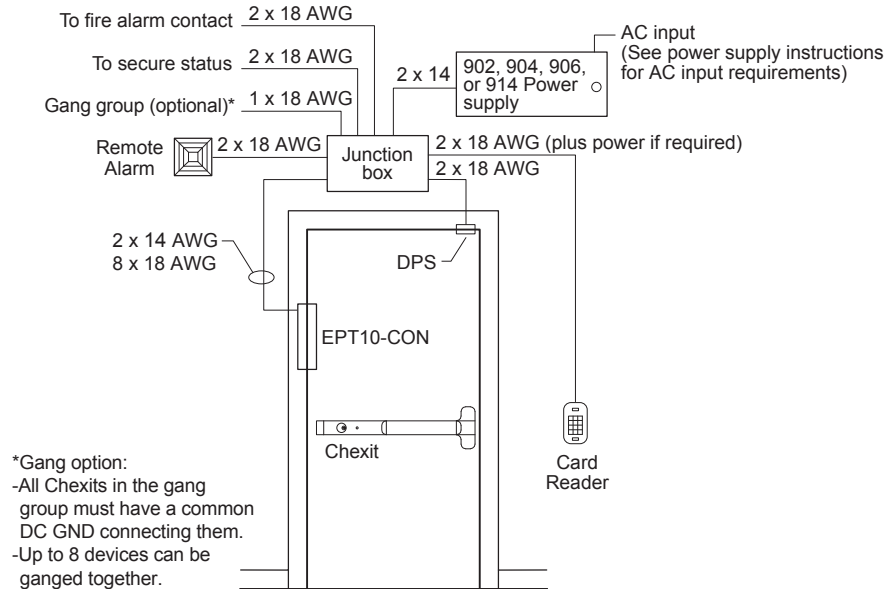 To fire alarm contact
2 x 18 AWG
To secure status
2 x 18 AWG
Gang group (optional)*
1 x 18 AWG
Remote
Alarm
2 x 18 AWG
Junction
box
2 x 14
902, 904, 906,
or 914 Power
supply
AC input
(See power supply instructions
for AC input requirements)
2 x 18 AWG (plus power if required)
2 x 18 AWG
2 x 14 AWG
8 x 18 AWG
DPS
EPT10-CON
Chexit
Card
Reader
*Gang option:
-All Chexits in the gang
group must have a common
DC GND connecting them.
-Up to 8 devices can be
ganged together.